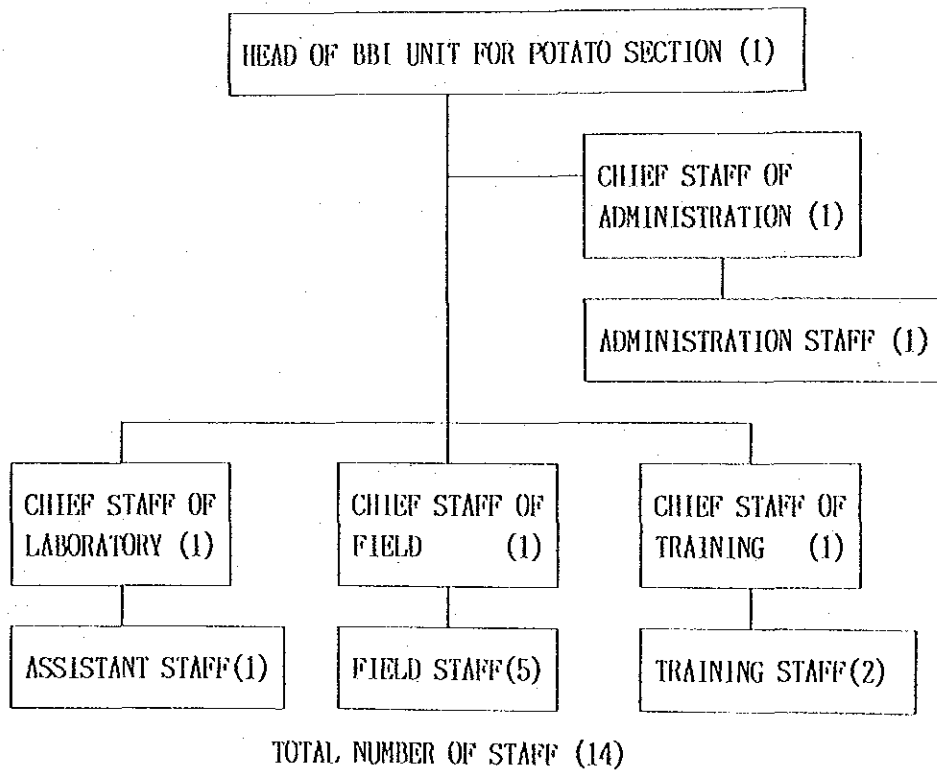 HEAD OF BBI UNIT FOR POTATO SECTION (1)
CHIEF STAFF OF
ADMINISTRATION (1)
ADMINISTRATION STAFF (1)
CHIEF STAFF OF
LABORATORY (1)
CHIEF STAFF OF
FIELD (1)
CHIEF STAFF OF
TRAINING (1)
ASSISTANT STAFF(1)
FIELD STAFF(5)
TRAINING STAFF(2)
TOTAL NUMBER OF STAFF (14)